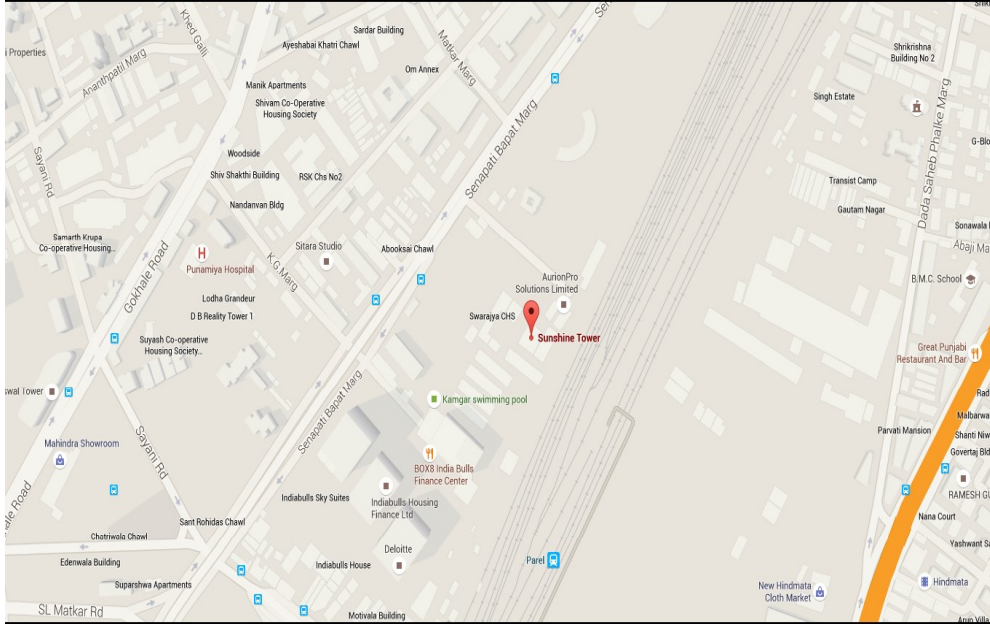 Khed Galli
Sardar Building
Ayeshabai Khatri Chawl
Matkar Marg
i Properties
Ananthpatil Marg
Om Annex
Shrikrishna
Building No 2
Manik Apartments
Shivam Co-Operative
Housing Society
Singh Estate
Dada Saheb Phalke Marg
G-Blo
Sayani Rd
Woodside
Senapati Bapat Marg
Shiv Shakthi Building
RSK Chs No2
Transist Camp
Nandanvan Bldg
Gautam Nagar
Sonawala
Samarth Krupa
Co-operative Housing...
Sitara Studio
Abooksai Chawl
Abaji Ma
H
Punamiya Hospital
K.G.Marg
Gokhale Road
AurionPro
Solutions Limited
B.M.C. School
Lodha Grandeur
D B Reality Tower 1
Swarajya CHS
Sunshine Tower
Suyash Co-operative
Housing Society...
Great Punjabi
Restaurant And Bar
swal Tower
Senapati Bapat Marg
Kamgar swimming pool
Rad
Malbarwa
Parvati Mansion
Shanti Niw
Mahindra Showroom
Sayani Rd
Govertaj Bld
BOX8 India Bulls
Finance Center
Indiabulls Sky Suites
Indiabulls Housing
Finance Ltd
RAMESH GU
ale Road
Sant Rohidas Chawl
Nana Court
Chotriwala Chawl
Yashwant Sa
Deloitte
Edenwala Building
Indiabulls House
Parel
Suparshwa Apartments
New Hindmata
Cloth Market
Hindmata
SL Matkar Rd
Motivala Building
Arun Villa